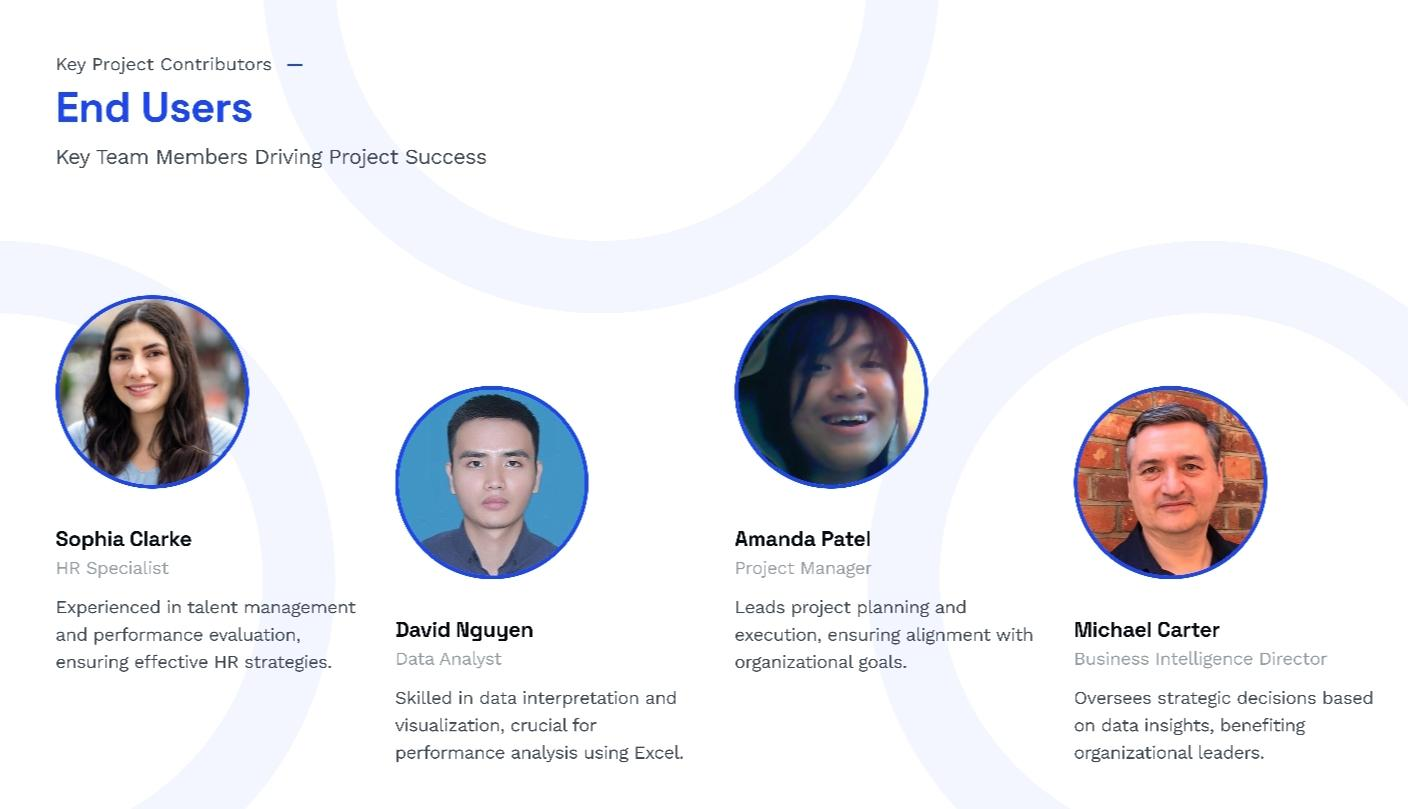 Key Project Contributors —
End Users
Key Team Members Driving Project Success
Sophia Clarke
HR Specialist
Experienced in talent management
and performance evaluation,
ensuring effective HR strategies.
David Nguyen
Data Analyst
Skilled in data interpretation and
visualization, crucial for
performance analysis using Excel.
Amanda Patel
Project Manager
Leads project planning and
execution, ensuring alignment with
organizational goals.
Michael Carter
Business Intelligence Director
Oversees strategic decisions based
on data insights, benefiting
organizational leaders.